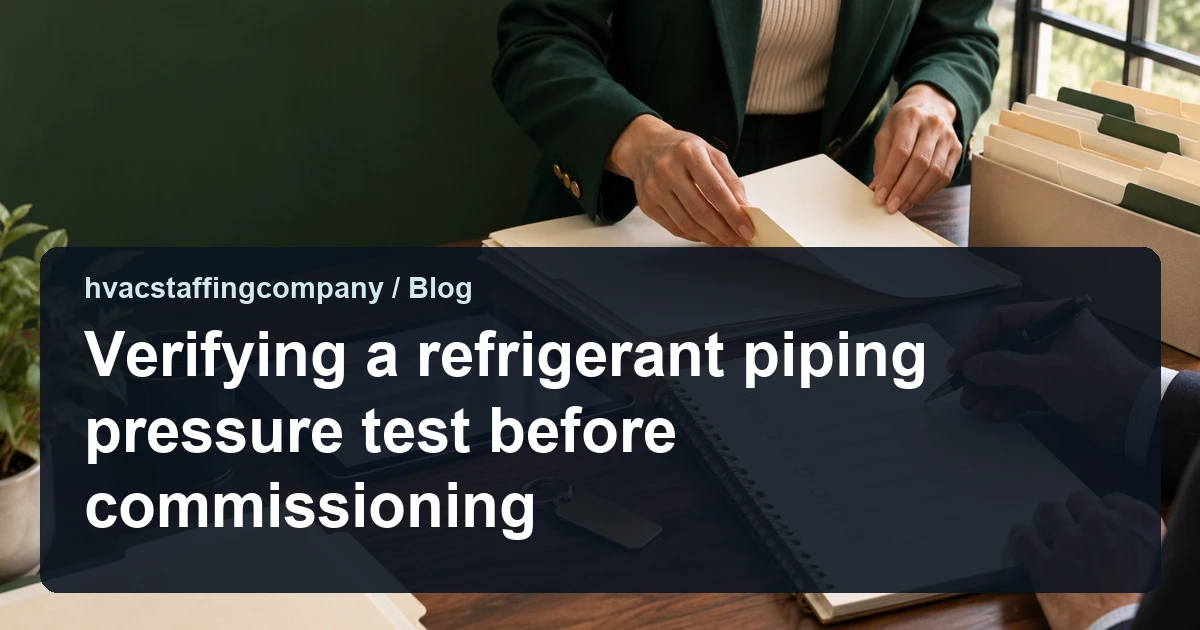 hvacstaffingcompany / Blog
Verifying a refrigerant piping
pressure test before
commissioning